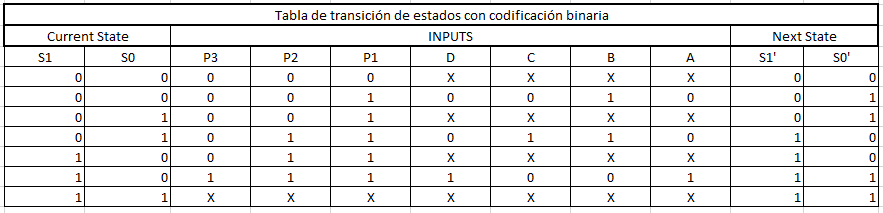 Tabla de transición de estados con codificación binaria
Current State INPUTS Next State
S1 S0 P3 P2 P1 D C B A S1' S0'
0 0 0 0 0 X X X X 0 0
0 0 0 0 1 0 0 1 0 0 1
0 1 0 0 1 X X X X 0 1
0 1 0 1 1 0 1 1 0 1 0
1 0 0 1 1 X X X X 1 0
1 0 1 1 1 1 0 0 1 1 1
1 1 X X X X X X X 1 1